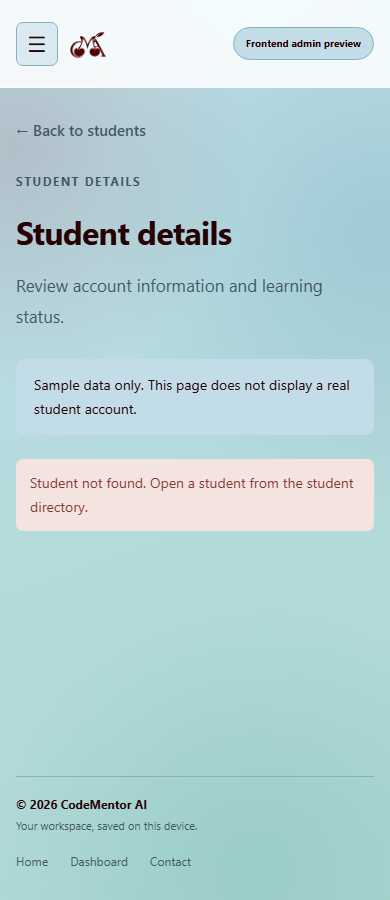 ☰
Frontend admin preview
← Back to students
STUDENT DETAILS
Student details
Review account information and learning
status.
Sample data only. This page does not display a real
student account.
Student not found. Open a student from the student
directory.
© 2026 CodeMentor AI
Your workspace, saved on this device.
Home Dashboard Contact